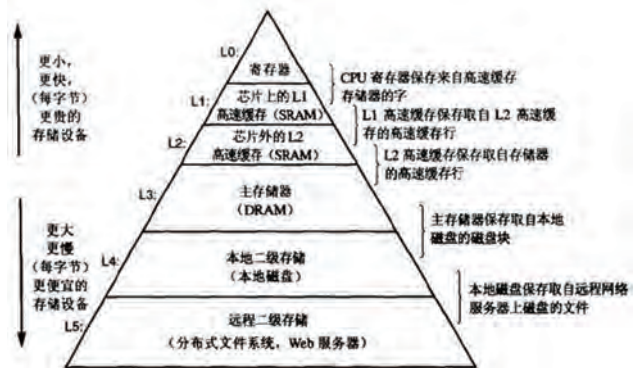 更小,
更快,
(每字节)
更贵的
存储设备
L0:
寄存器
CPU 寄存器保存来自高速缓存
存储器的字
L1:
芯片上的L1
高速缓存(SRAM)
L1 高速缓存保存取自 L2 高速缓
存的高速缓存行
L2:
芯片外的L2
高速缓存(SRAM)
L2 高速缓存保存取自存储器
的高速缓存行
L3:
主存储器
(DRAM)
主存储器保存取自本地
磁盘的磁盘块
更大
更慢
(每字节)
更便宜的
存储设备
L4:
本地二级存储
(本地磁盘)
本地磁盘保存取自远程网络
服务器上磁盘的文件
L5:
远程二级存储
(分布式文件系统,Web 服务器)